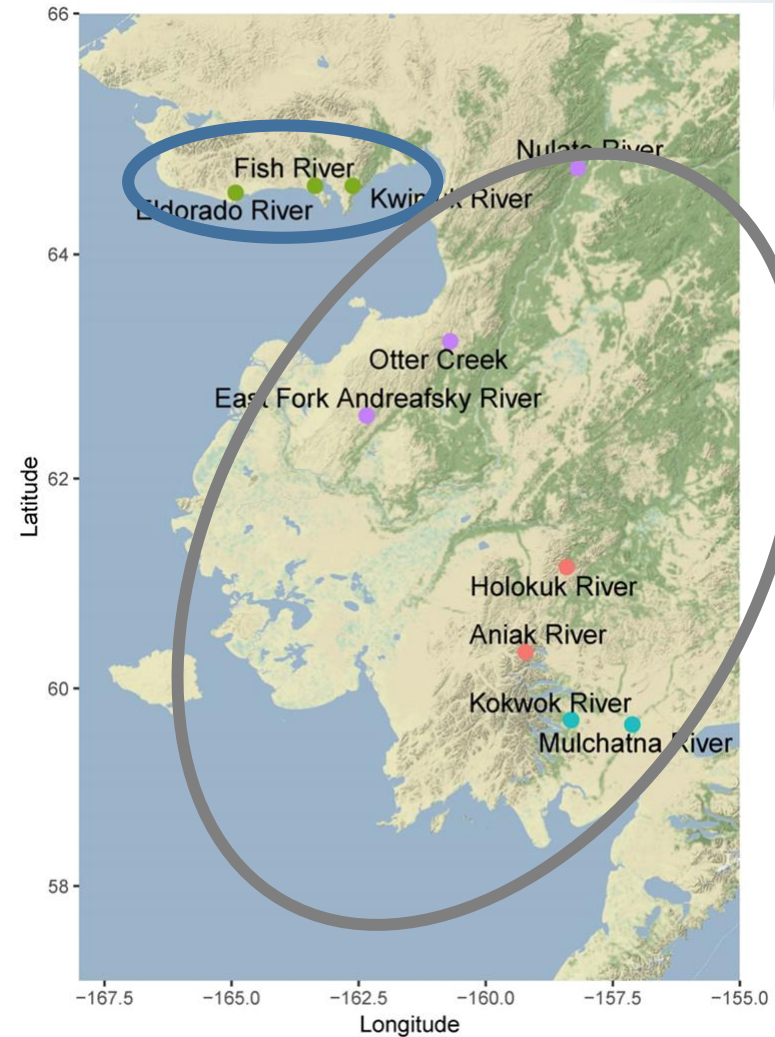 66
Nulato River
Fish River
Kwiniuk River
Eldorado River
64
Otter Creek
East Fork Andreafsky River
62
Latitude
Holokuk River
Aniak River
60
Kokwok River
Mulchatna River
58
−167.5 −165.0 −162.5 −160.0 −157.5 −155.0
Longitude